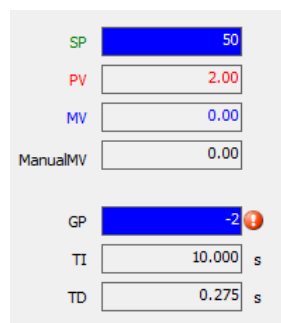 SP 50
PV 2.00
MV 0.00
ManualMV 0.00
GP -2
TI 10.000 s
TD 0.275 s